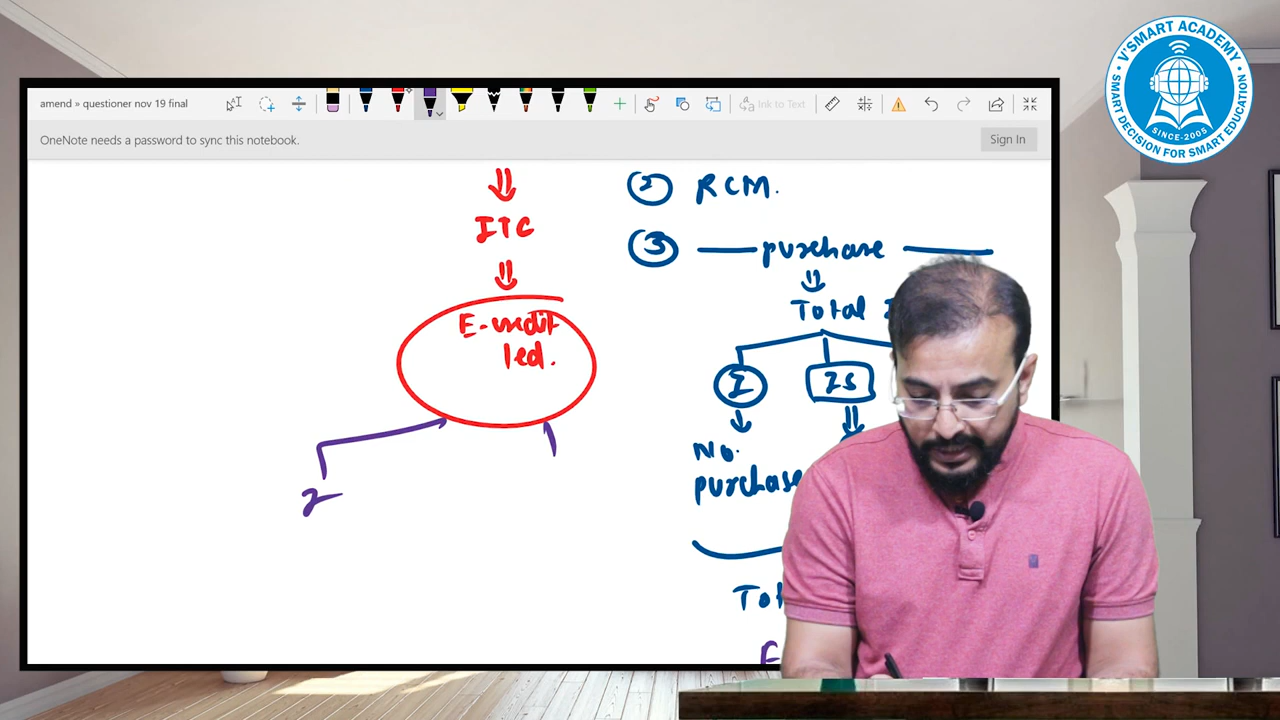 amend » questioner nov 19 final
Ink to Text
OneNote needs a password to sync this notebook.
Sign In
ITC
E-credit
led.
② RCM.
③ — purchase —
Total
No.
purchase
V'SMART ACADEMY
SINCE-2005
SMART DECISION FOR SMART EDUCATION